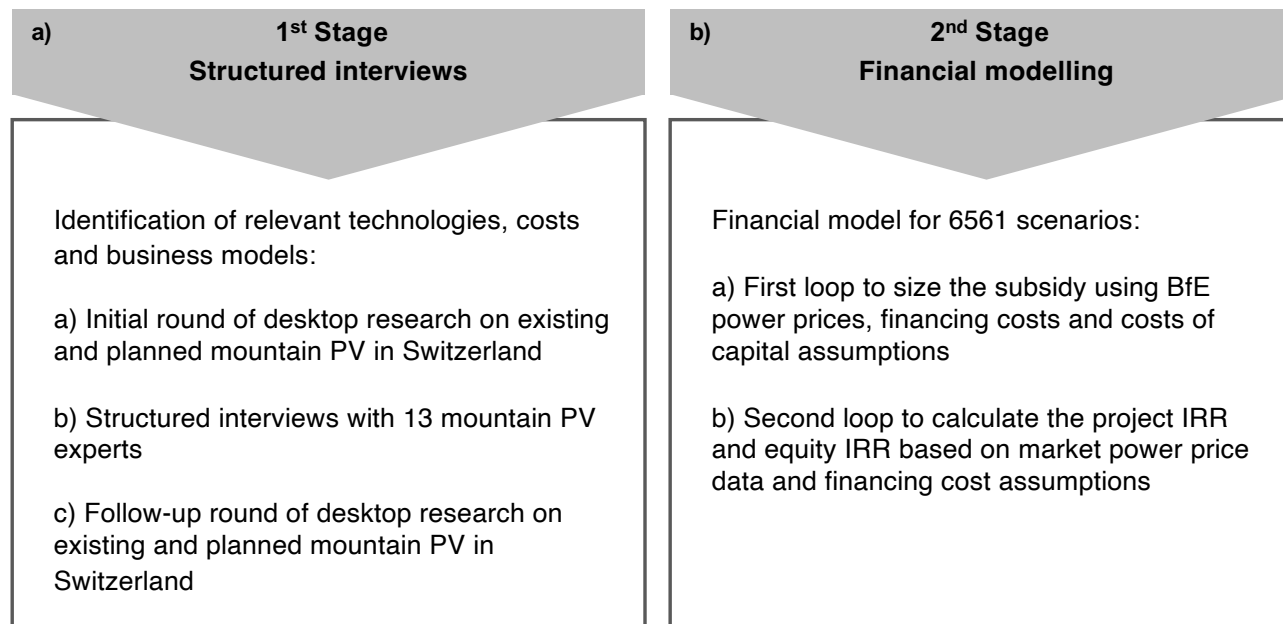 a)
1st Stage
Structured interviews
Identification of relevant technologies, costs
and business models:
a) Initial round of desktop research on existing
and planned mountain PV in Switzerland
b) Structured interviews with 13 mountain PV
experts
c) Follow-up round of desktop research on
existing and planned mountain PV in
Switzerland
b)
2nd Stage
Financial modelling
Financial model for 6561 scenarios:
a) First loop to size the subsidy using BfE
power prices, financing costs and costs of
capital assumptions
b) Second loop to calculate the project IRR
and equity IRR based on market power price
data and financing cost assumptions